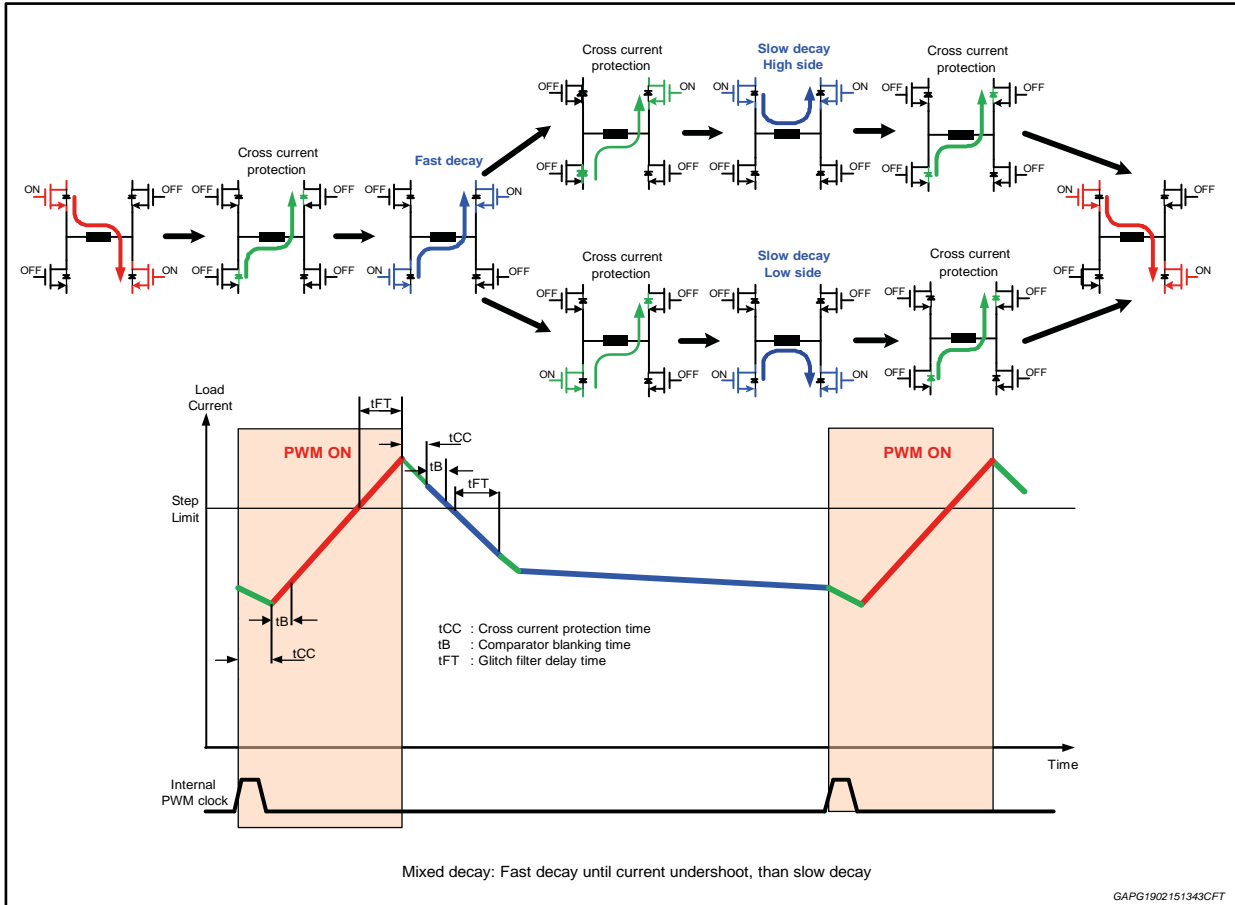 Cross current
protection
Slow decay
High side
Cross current
protection
OFF
ON
ON
ON
OFF
OFF
OFF
OFF
OFF
OFF
OFF
OFF
Cross current
protection
Fast decay
ON
OFF
OFF
OFF
OFF
ON
ON
OFF
OFF
ON
OFF
OFF
ON
OFF
OFF
ON
Cross current
protection
Slow decay
Low side
Cross current
protection
OFF
OFF
OFF
OFF
OFF
OFF
ON
OFF
ON
ON
OFF
OFF
Load
Current
tFT
tCC
PWM ON
tB
tFT
PWM ON
Step
Limit
tB
tCC
tCC : Cross current protection time
tB : Comparator blanking time
tFT : Glitch filter delay time
Time
Internal
PWM clock
Mixed decay: Fast decay until current undershoot, than slow decay
GAPG1902151343CFT